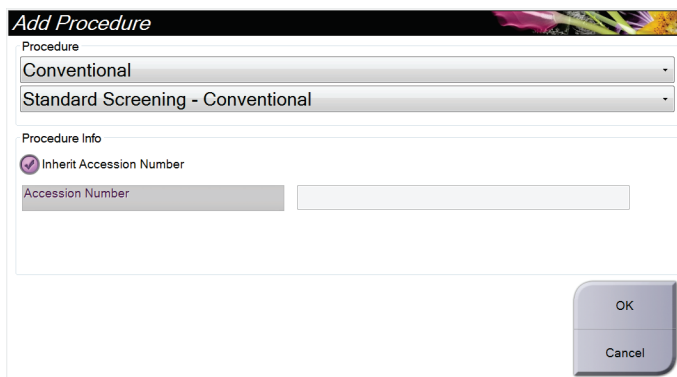 Add Procedure
Procedure
Conventional
Standard Screening - Conventional
Procedure Info
Inherit Accession Number
Accession Number
OK
Cancel